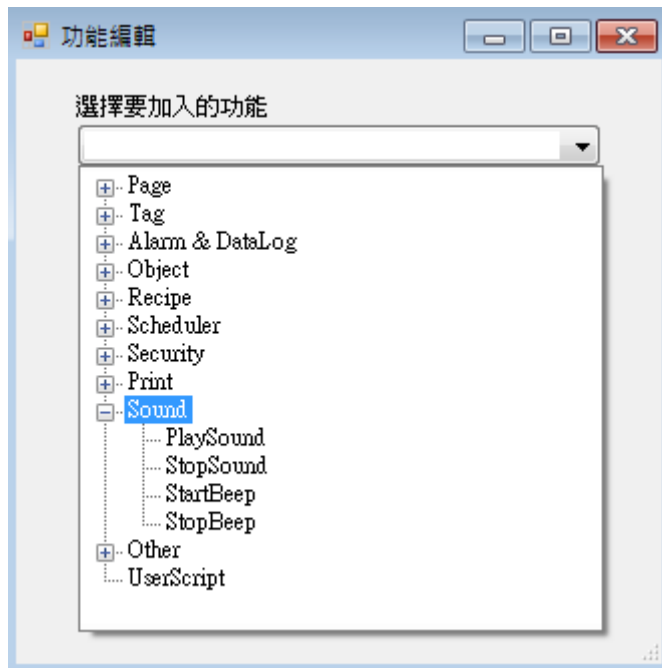 功能編輯
選擇要加入的功能
Page
Tag
Alarm & DataLog
Object
Recipe
Scheduler
Security
Print
Sound
PlaySound
StopSound
StartBeep
StopBeep
Other
UserScript